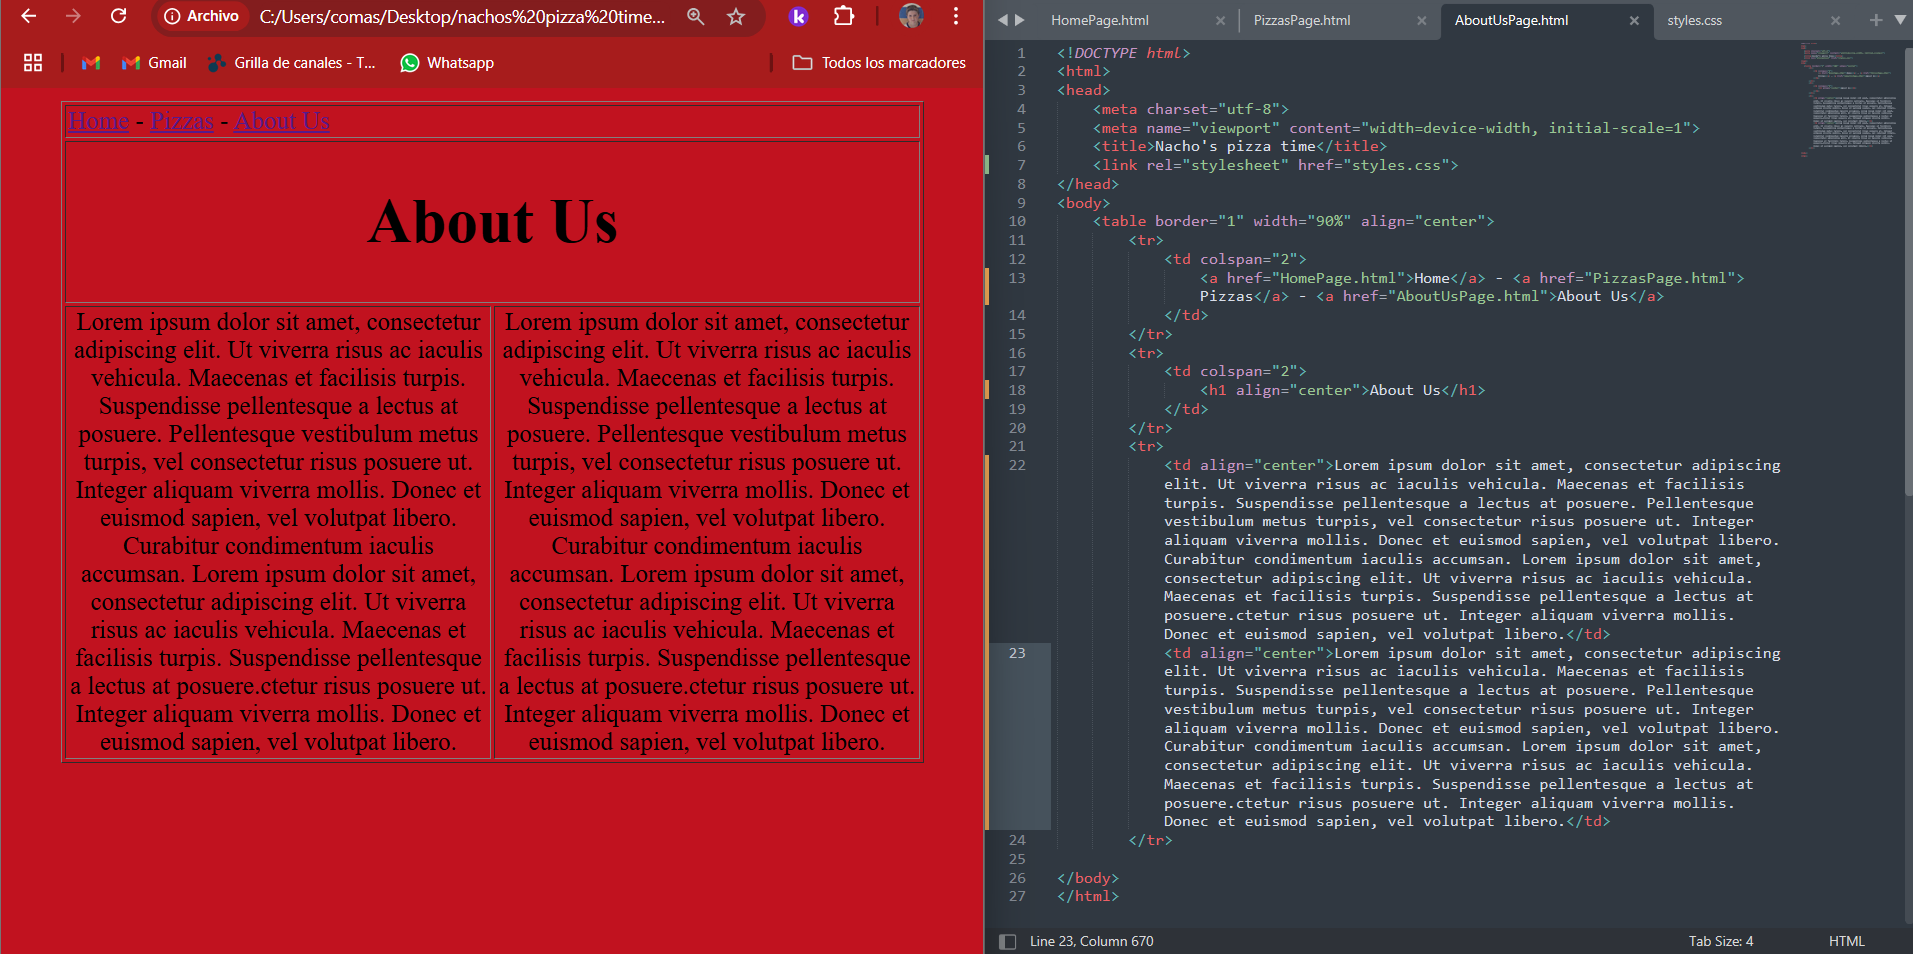 Archivo
C:/Users/comas/Desktop/nachos%20pizza%20time...
Gmail
Grilla de canales - T...
Whatsapp
Todos los marcadores
Home - Pizzas - About Us
About Us
Lorem ipsum dolor sit amet, consectetur
adipiscing elit. Ut viverra risus ac iaculis
vehicula. Maecenas et facilisis turpis.
Suspendisse pellentesque a lectus at
posuere. Pellentesque vestibulum metus
turpis, vel consectetur risus posuere ut.
Integer aliquam viverra mollis. Donec et
euismod sapien, vel volutpat libero.
Curabitur condimentum iaculis
accumsan. Lorem ipsum dolor sit amet,
consectetur adipiscing elit. Ut viverra
risus ac iaculis vehicula. Maecenas et
facilisis turpis. Suspendisse pellentesque
a lectus at posuere.ctetur risus posuere ut.
Integer aliquam viverra mollis. Donec et
euismod sapien, vel volutpat libero.
Lorem ipsum dolor sit amet, consectetur
adipiscing elit. Ut viverra risus ac iaculis
vehicula. Maecenas et facilisis turpis.
Suspendisse pellentesque a lectus at
posuere. Pellentesque vestibulum metus
turpis, vel consectetur risus posuere ut.
Integer aliquam viverra mollis. Donec et
euismod sapien, vel volutpat libero.
Curabitur condimentum iaculis
accumsan. Lorem ipsum dolor sit amet,
consectetur adipiscing elit. Ut viverra
risus ac iaculis vehicula. Maecenas et
facilisis turpis. Suspendisse pellentesque
a lectus at posuere.ctetur risus posuere ut.
Integer aliquam viverra mollis. Donec et
euismod sapien, vel volutpat libero.
HomePage.html
PizzasPage.html
AboutUsPage.html
styles.css
1 <!DOCTYPE html>
2 <html>
3 <head>
4 <meta charset="utf-8">
5 <meta name="viewport" content="width=device-width, initial-scale=1">
6 <title>Nacho's pizza time</title>
7 <link rel="stylesheet" href="styles.css">
8 </head>
9 <body>
10 <table border="1" width="90%" align="center">
11 <tr>
12 <td colspan="2">
13 <a href="HomePage.html">Home</a> - <a href="PizzasPage.html">
Pizzas</a> - <a href="AboutUsPage.html">About Us</a>
14 </td>
15 </tr>
16 <tr>
17 <td colspan="2">
18 <h1 align="center">About Us</h1>
19 </td>
20 </tr>
21 <tr>
22 <td align="center">Lorem ipsum dolor sit amet, consectetur adipiscing
elit. Ut viverra risus ac iaculis vehicula. Maecenas et facilisis
turpis. Suspendisse pellentesque a lectus at posuere. Pellentesque
vestibulum metus turpis, vel consectetur risus posuere ut. Integer
aliquam viverra mollis. Donec et euismod sapien, vel volutpat libero.
Curabitur condimentum iaculis accumsan. Lorem ipsum dolor sit amet,
consectetur adipiscing elit. Ut viverra risus ac iaculis vehicula.
Maecenas et facilisis turpis. Suspendisse pellentesque a lectus at
posuere.ctetur risus posuere ut. Integer aliquam viverra mollis.
Donec et euismod sapien, vel volutpat libero.</td>
23 <td align="center">Lorem ipsum dolor sit amet, consectetur adipiscing
elit. Ut viverra risus ac iaculis vehicula. Maecenas et facilisis
turpis. Suspendisse pellentesque a lectus at posuere. Pellentesque
vestibulum metus turpis, vel consectetur risus posuere ut. Integer
aliquam viverra mollis. Donec et euismod sapien, vel volutpat libero.
Curabitur condimentum iaculis accumsan. Lorem ipsum dolor sit amet,
consectetur adipiscing elit. Ut viverra risus ac iaculis vehicula.
Maecenas et facilisis turpis. Suspendisse pellentesque a lectus at
posuere.ctetur risus posuere ut. Integer aliquam viverra mollis.
Donec et euismod sapien, vel volutpat libero.</td>
24 </tr>
25
26 </body>
27 </html>
Line 23, Column 670
Tab Size: 4
HTML